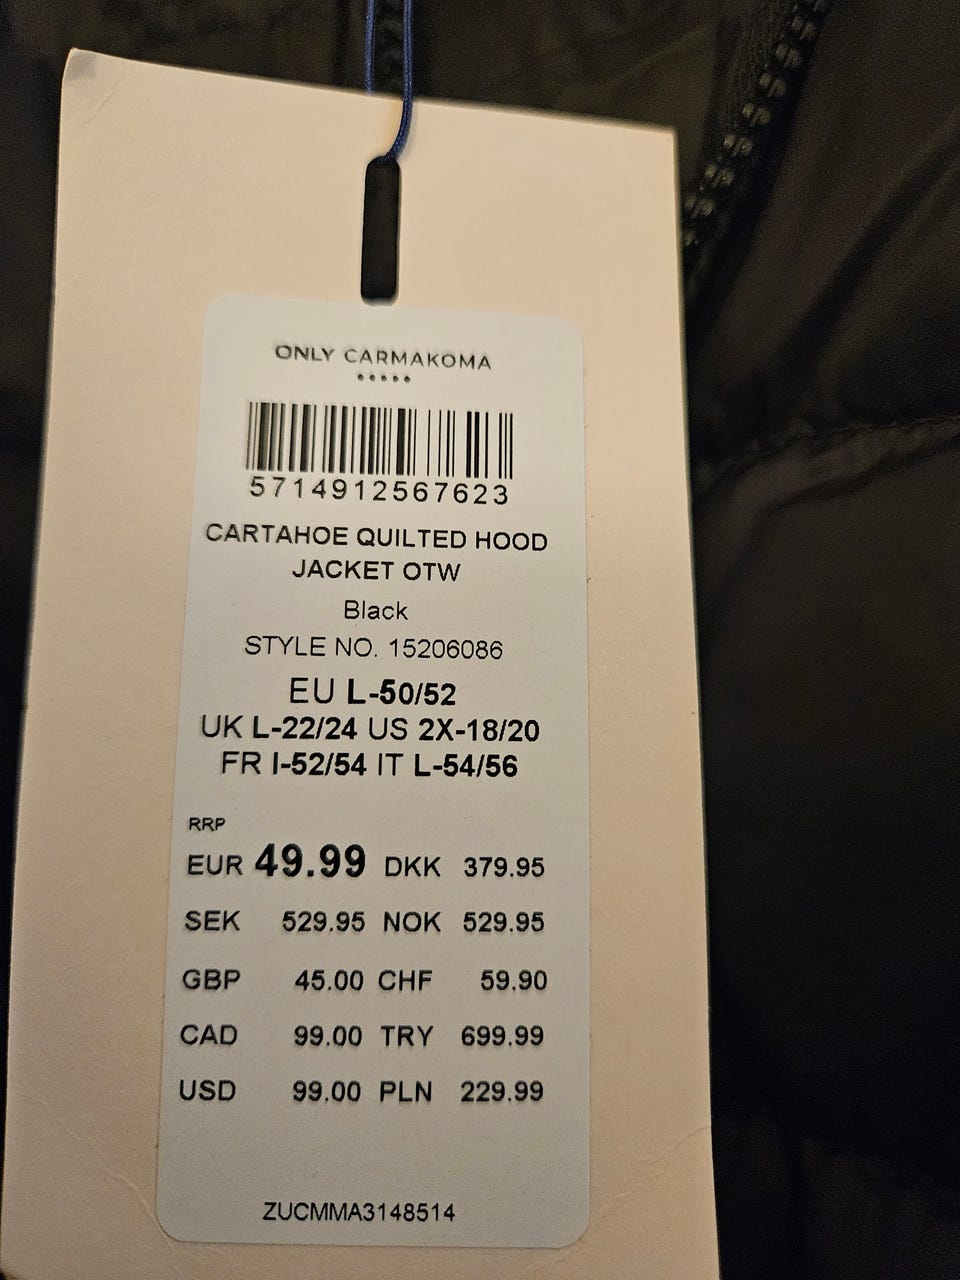 ONLY CARMAKOMA
5714912567623
CARTAHOE QUILTED HOOD
JACKET OTW
Black
STYLE NO. 15206086
EU L-50/52
UK L-22/24 US 2X-18/20
FR I-52/54 IT L-54/56
RRP
EUR 49.99 DKK 379.95
SEK 529.95 NOK 529.95
GBP 45.00 CHF 59.90
CAD 99.00 TRY 699.99
USD 99.00 PLN 229.99
ZUCMMA3148514